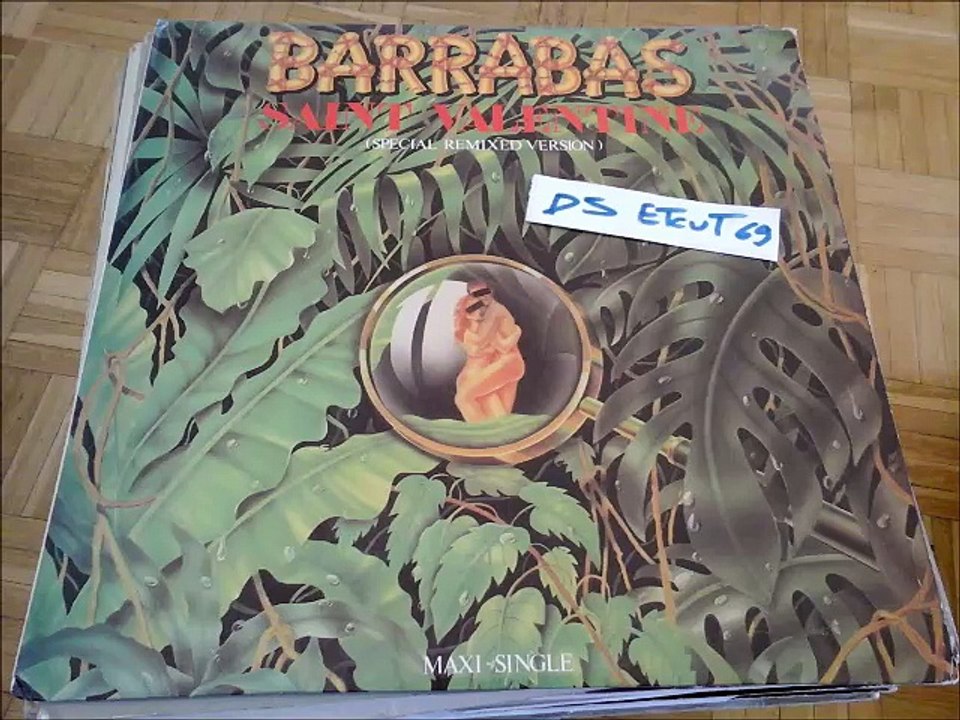 BARRABAS
SAINT VALENTINE
(SPECIAL REMIXED VERSION)
DS ETEUT69
MAXI-SINGLE